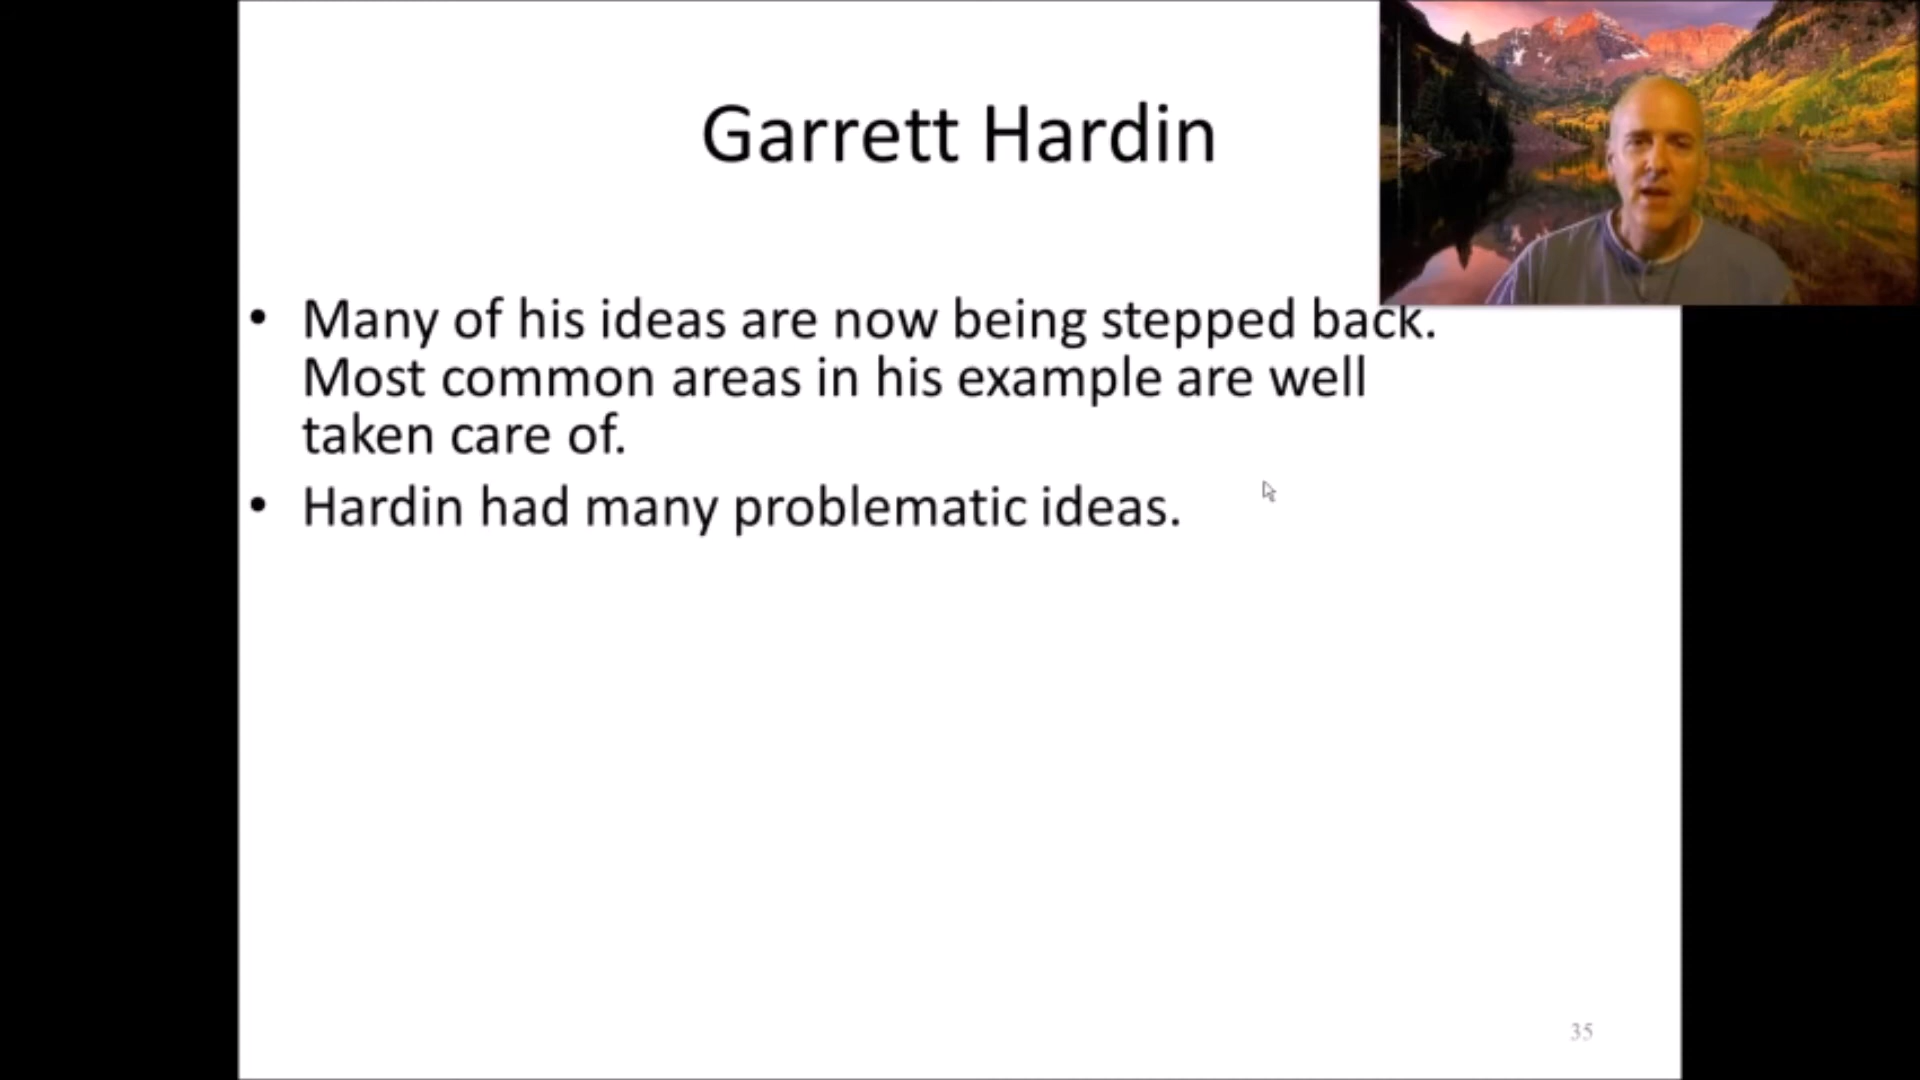 Garrett Hardin
• Many of his ideas are now being stepped back.
Most common areas in his example are well
taken care of.
• Hardin had many problematic ideas.
35